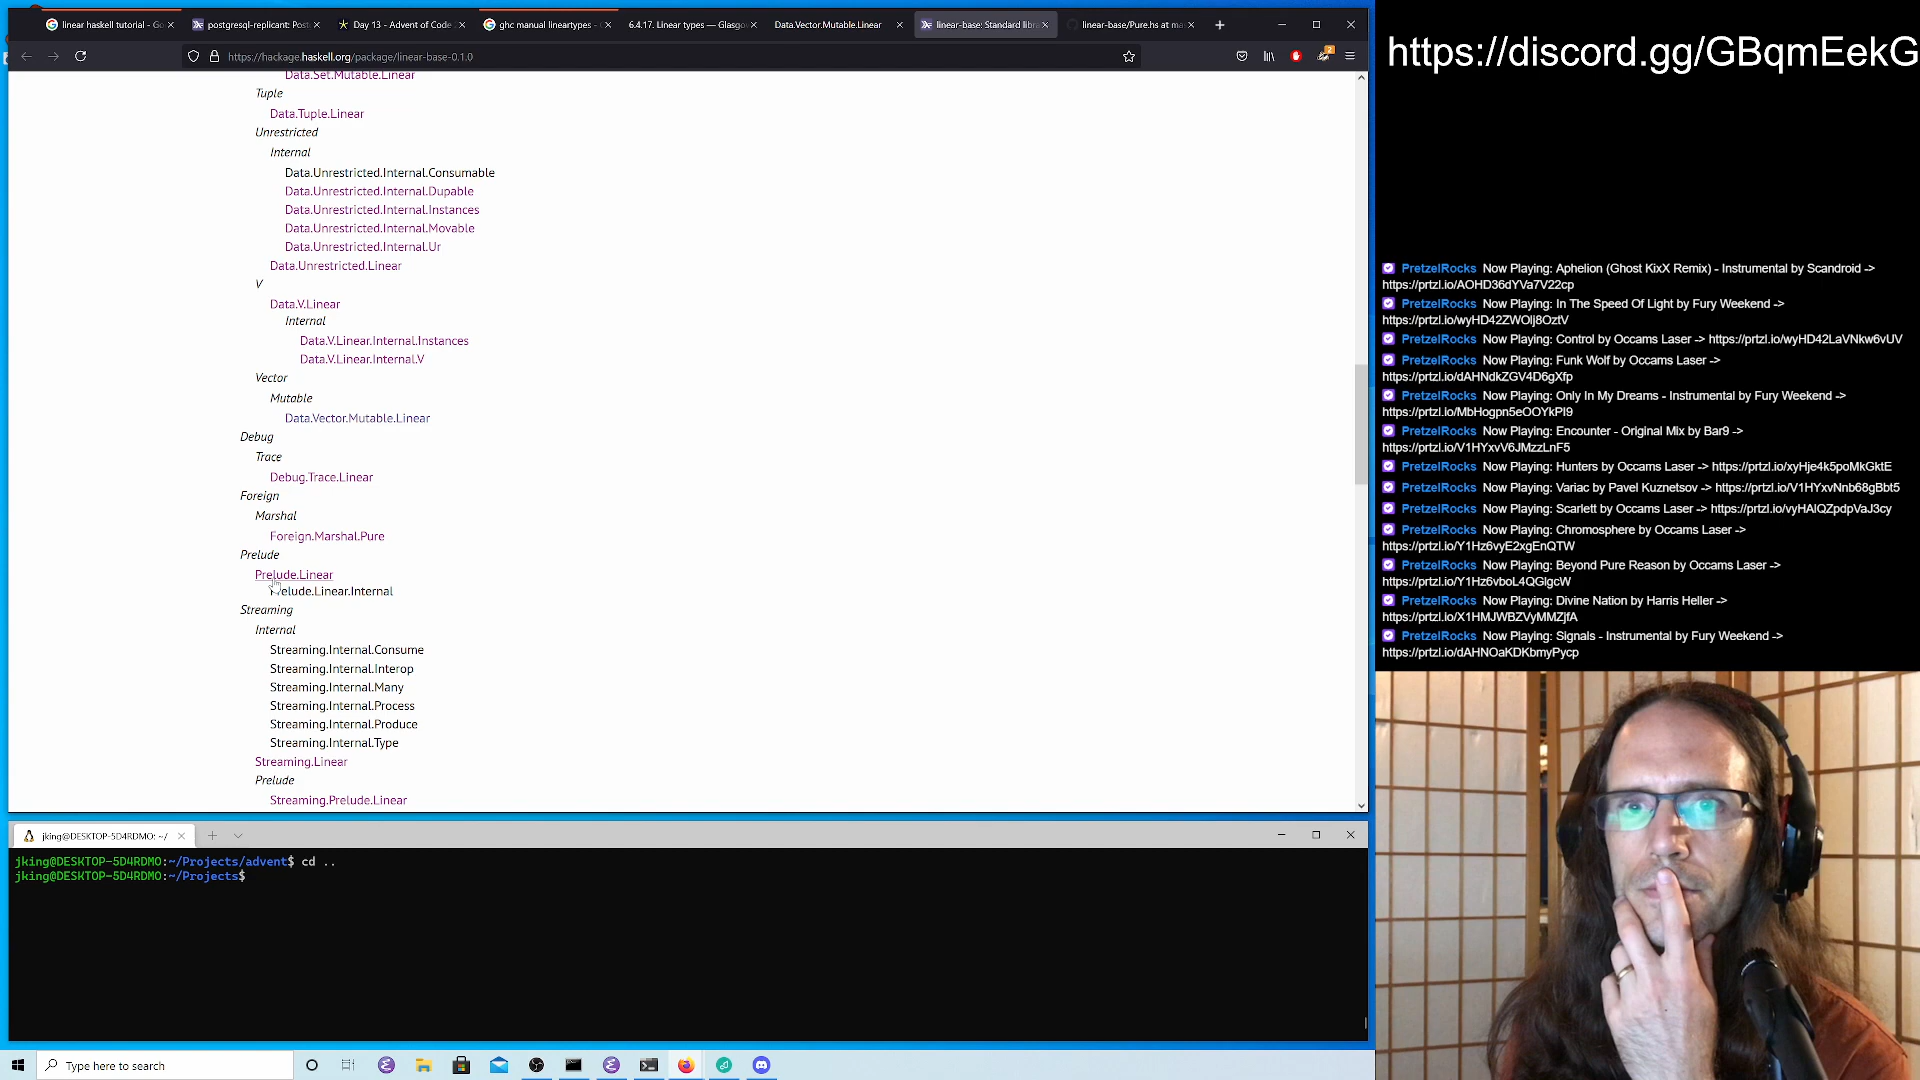 linear haskell tutorial - Go
postgresql-replicant: Post
Day 13 - Advent of Code
ghc manual lineartypes -
6.4.17. Linear types — Glasgo
Data.Vector.Mutable.Linear
linear-base: Standard libr
linear-base/Pure.hs at ma
https://hackage.haskell.org/package/linear-base-0.1.0
Data.Set.Mutable.Linear
Tuple
Data.Tuple.Linear
Unrestricted
Internal
Data.Unrestricted.Internal.Consumable
Data.Unrestricted.Internal.Dupable
Data.Unrestricted.Internal.Instances
Data.Unrestricted.Internal.Movable
Data.Unrestricted.Internal.Ur
Data.Unrestricted.Linear
V
Data.V.Linear
Internal
Data.V.Linear.Internal.Instances
Data.V.Linear.Internal.V
Vector
Mutable
Data.Vector.Mutable.Linear
Debug
Trace
Debug.Trace.Linear
Foreign
Marshal
Foreign.Marshal.Pure
Prelude
Prelude.Linear
Prelude.Linear.Internal
Streaming
Internal
Streaming.Internal.Consume
Streaming.Internal.Interop
Streaming.Internal.Many
Streaming.Internal.Process
Streaming.Internal.Produce
Streaming.Internal.Type
Streaming.Linear
Prelude
Streaming.Prelude.Linear
jking@DESKTOP-5D4RDMO: ~/
jking@DESKTOP-5D4RDMO:~/Projects/advent$ cd ..
jking@DESKTOP-5D4RDMO:~/Projects$
Type here to search
https://discord.gg/GBqmEekG
PretzelRocks Now Playing: Aphelion (Ghost KixX Remix) - Instrumental by Scandroid ->
https://prtzl.io/AOHD36dYVa7V22cp
PretzelRocks Now Playing: In The Speed Of Light by Fury Weekend ->
https://prtzl.io/wyHD42ZWOlj8OztV
PretzelRocks Now Playing: Control by Occams Laser -> https://prtzl.io/wyHD42LaVNkw6vUV
PretzelRocks Now Playing: Funk Wolf by Occams Laser ->
https://prtzl.io/dAHNdkZGV4D6gXfp
PretzelRocks Now Playing: Only In My Dreams - Instrumental by Fury Weekend ->
https://prtzl.io/MbHogpn5eOOYkPl9
PretzelRocks Now Playing: Encounter - Original Mix by Bar9 ->
https://prtzl.io/V1HYxvV6JMzzLnF5
PretzelRocks Now Playing: Hunters by Occams Laser -> https://prtzl.io/xyHje4k5poMkGktE
PretzelRocks Now Playing: Variac by Pavel Kuznetsov -> https://prtzl.io/V1HYxvNnb68gBbt5
PretzelRocks Now Playing: Scarlett by Occams Laser -> https://prtzl.io/vyHAlQZpdpVaJ3cy
PretzelRocks Now Playing: Chromosphere by Occams Laser ->
https://prtzl.io/Y1Hz6vyE2xgEnQTW
PretzelRocks Now Playing: Beyond Pure Reason by Occams Laser ->
https://prtzl.io/Y1Hz6vboL4QGlgcW
PretzelRocks Now Playing: Divine Nation by Harris Heller ->
https://prtzl.io/X1HMJWBZVyMMZjfA
PretzelRocks Now Playing: Signals - Instrumental by Fury Weekend ->
https://prtzl.io/dAHNOaKDKbmyPycp